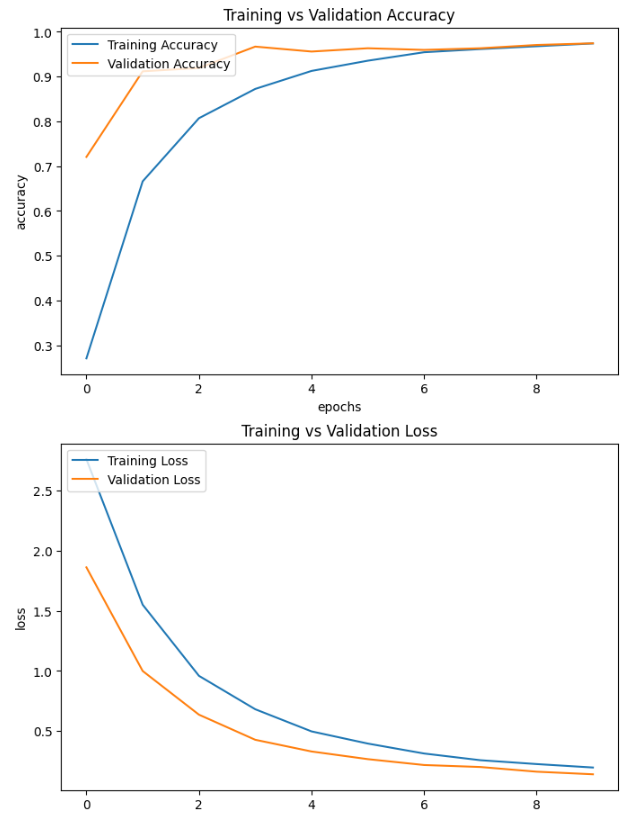 Training vs Validation Accuracy
1.0
0.9
0.8
0.7
0.6
0.5
0.4
0.3
accuracy
Training Accuracy
Validation Accuracy
0 2 4 6 8
epochs
Training vs Validation Loss
2.5
2.0
1.5
1.0
0.5
loss
Training Loss
Validation Loss
0 2 4 6 8